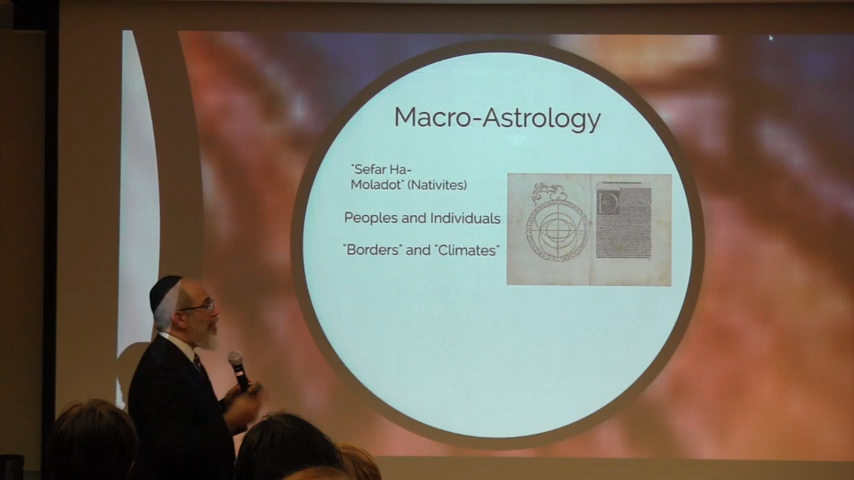 Macro-Astrology
"Sefar Ha-
Moladot" (Nativites)
Peoples and Individuals
"Borders" and "Climates"